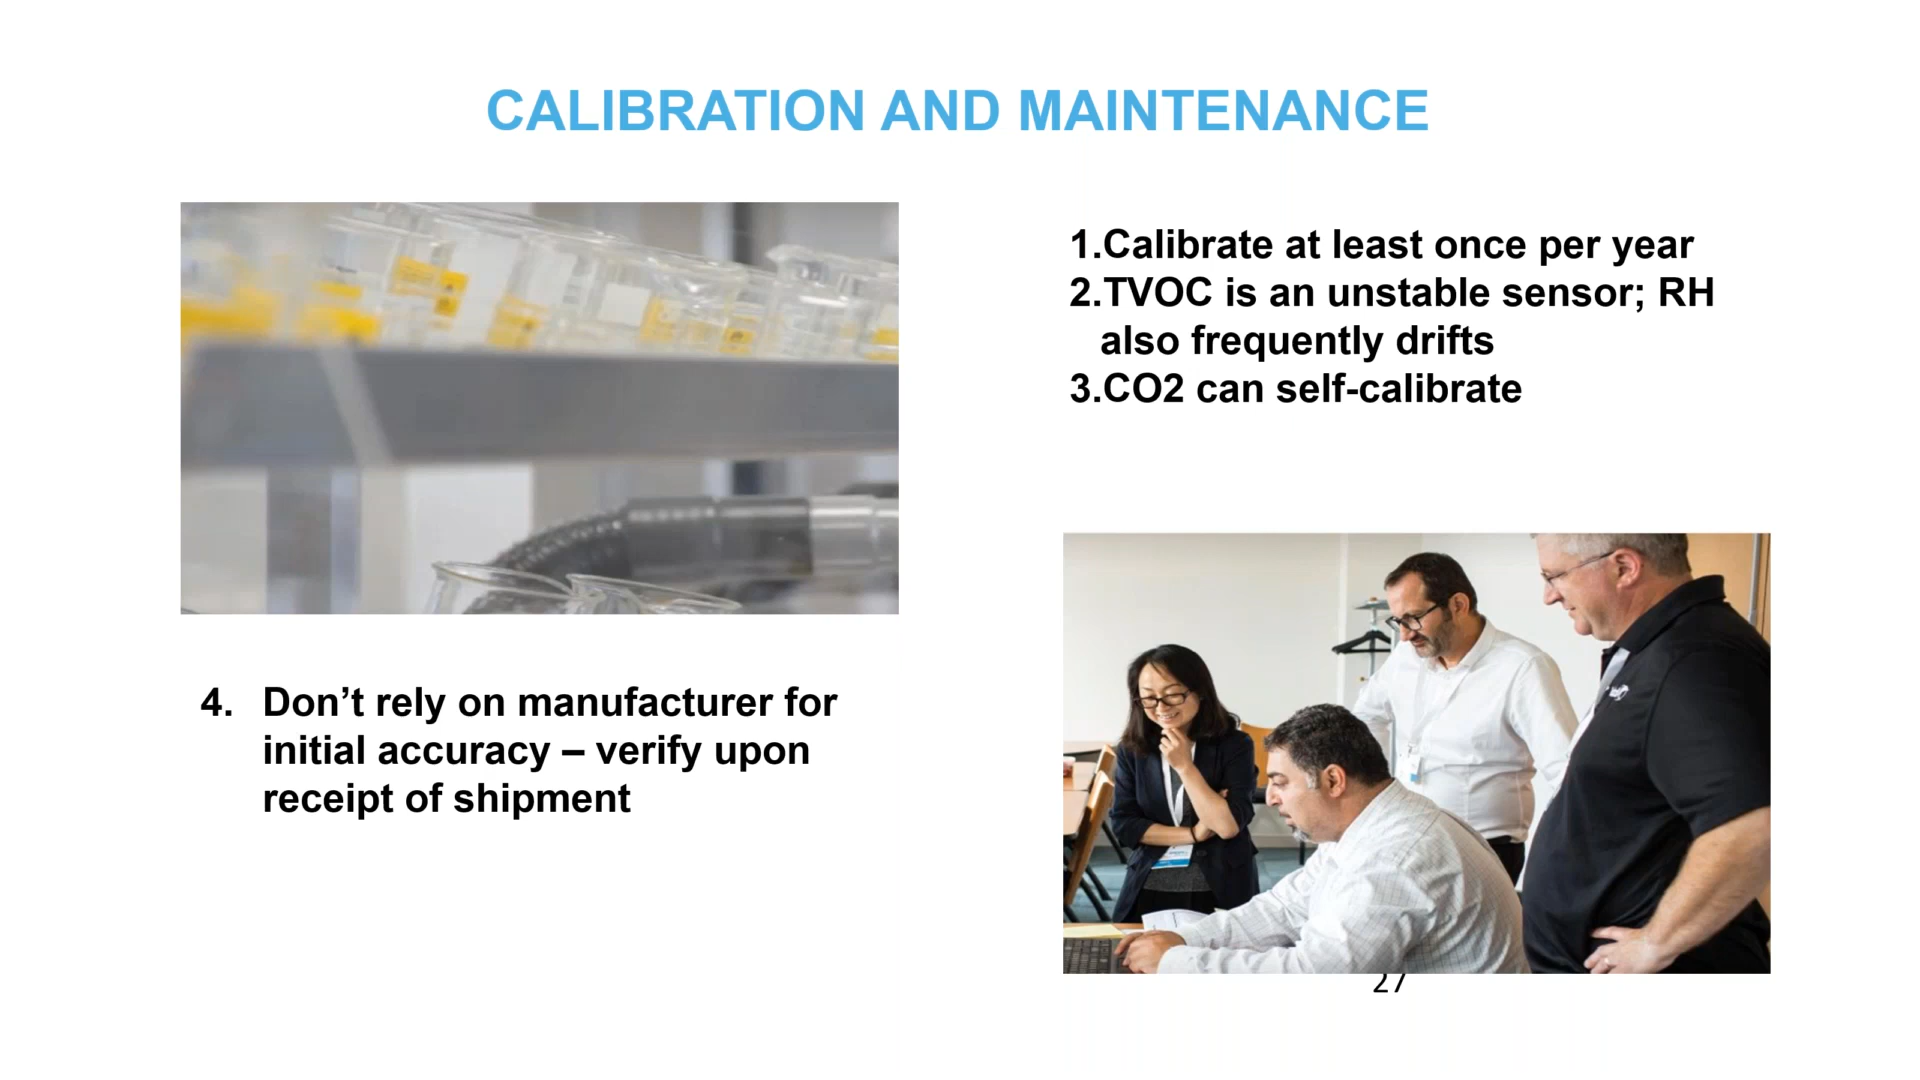 CALIBRATION AND MAINTENANCE
1.Calibrate at least once per year
2.TVOC is an unstable sensor; RH
also frequently drifts
3.CO2 can self-calibrate
4. Don’t rely on manufacturer for
initial accuracy – verify upon
receipt of shipment
27